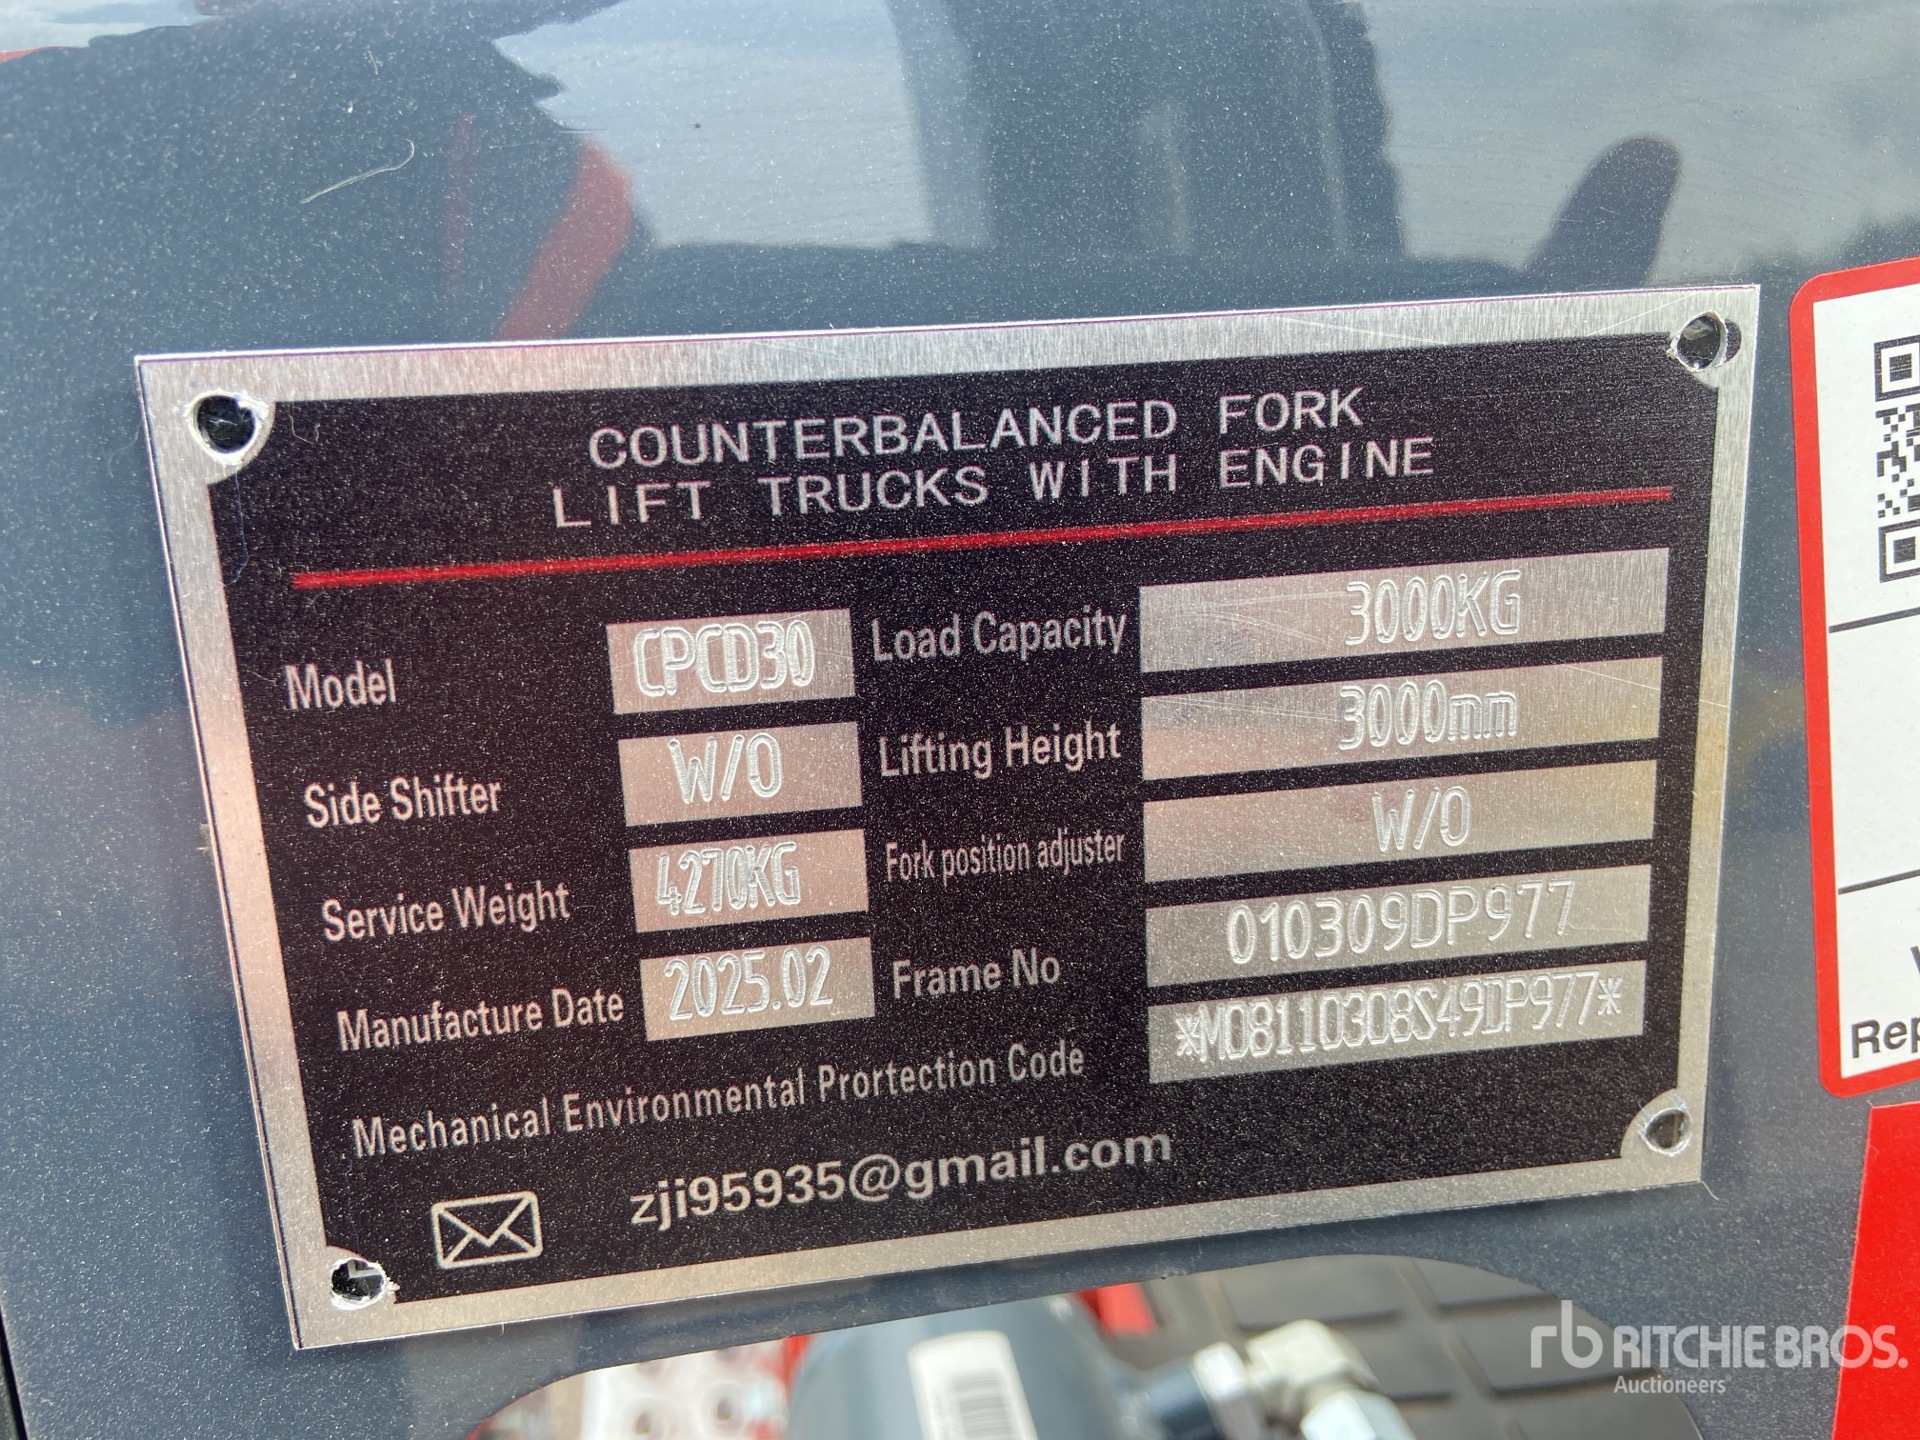 COUNTERBALANCED FORK
LIFT TRUCKS WITH ENGINE
Model CPCD30 Load Capacity 3000KG
Side Shifter W/O Lifting Height 3000mm
Service Weight 4270KG Fork position adjuster W/O
Manufacture Date 2025.02 Frame No 010309DP977
Mechanical Environmental Prortection Code *M08110308S49DP977*
zji95935@gmail.com
rb RITCHIE BROS.
Auctioneers